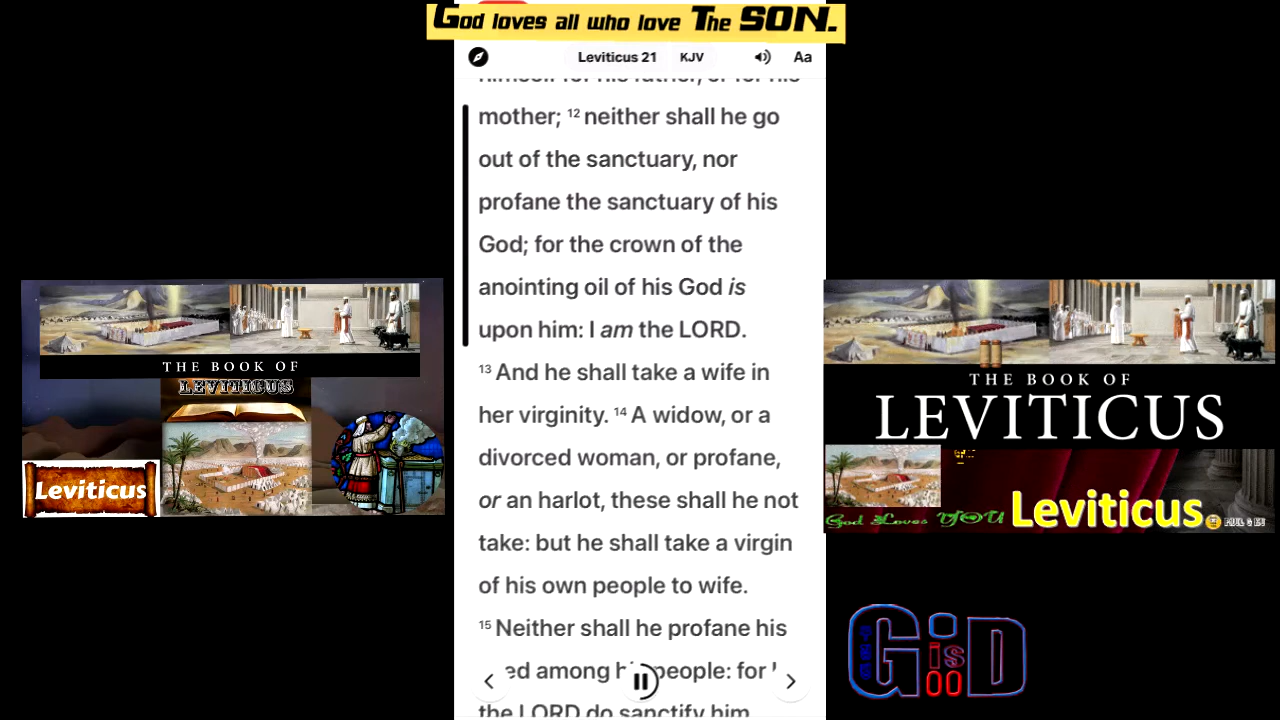 God loves all who love The SON.
Leviticus 21 KJV Aa
mother; 12 neither shall he go
out of the sanctuary, nor
profane the sanctuary of his
God; for the crown of the
anointing oil of his God is
upon him: I am the LORD.
13 And he shall take a wife in
her virginity. 14 A widow, or a
divorced woman, or profane,
or an harlot, these shall he not
take: but he shall take a virgin
of his own people to wife.
15 Neither shall he profane his
people: for
the LORD do sanctify him
THE BOOK OF
LEVITICUS
Leviticus
THE BOOK OF
LEVITICUS
God Loves YOU
Leviticus.
G is D